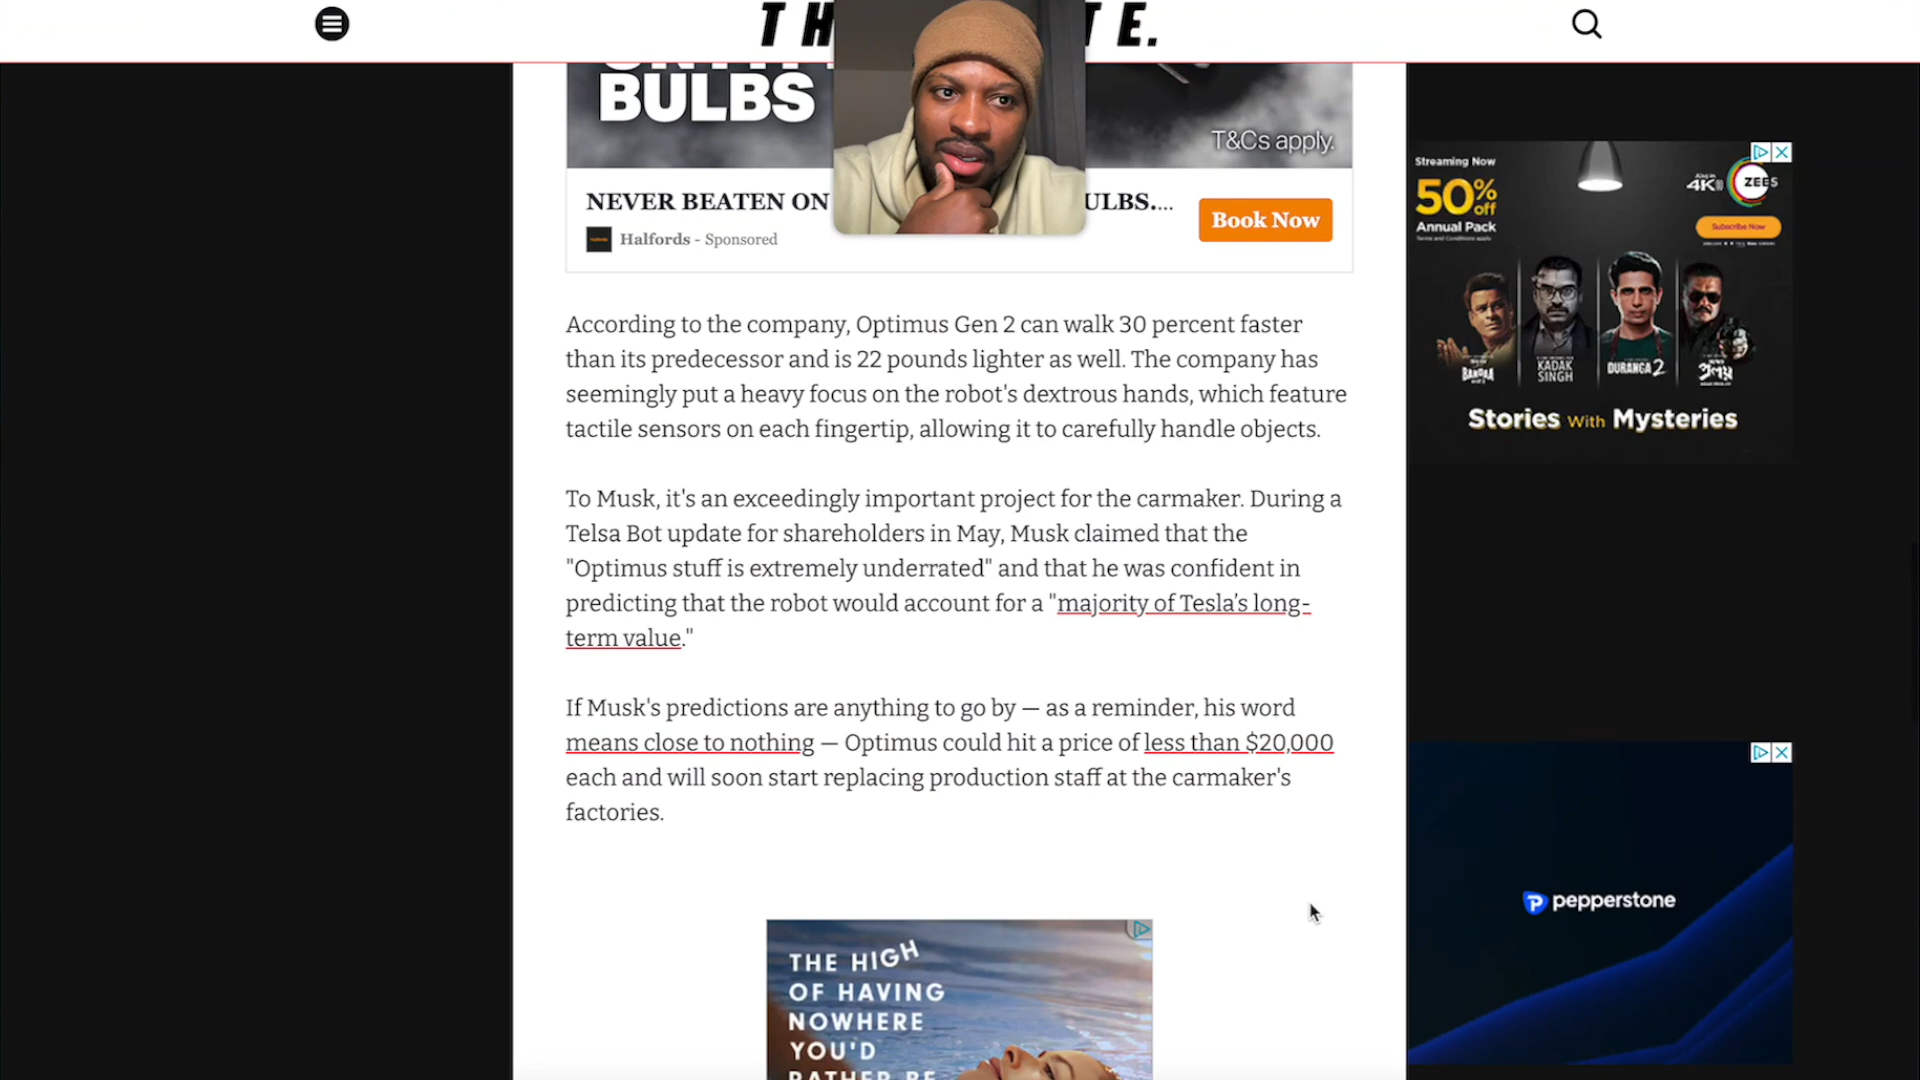 TH
TE.
BULBS
T&Cs apply.
NEVER BEATEN ON
ULBS....
Book Now
Halfords - Sponsored
According to the company, Optimus Gen 2 can walk 30 percent faster
than its predecessor and is 22 pounds lighter as well. The company has
seemingly put a heavy focus on the robot's dextrous hands, which feature
tactile sensors on each fingertip, allowing it to carefully handle objects.
To Musk, it's an exceedingly important project for the carmaker. During a
Telsa Bot update for shareholders in May, Musk claimed that the
"Optimus stuff is extremely underrated" and that he was confident in
predicting that the robot would account for a "majority of Tesla’s long-
term value."
If Musk's predictions are anything to go by — as a reminder, his word
means close to nothing — Optimus could hit a price of less than $20,000
each and will soon start replacing production staff at the carmaker's
factories.
THE HIGH
OF HAVING
NOWHERE
YOU'D
RATHER BE
Streaming Now
50% off
Annual Pack
4K
ZEE5
Subscribe Now
BANDAA
KADAK
SINGH
DURANGA 2
Stories With Mysteries
pepperstone